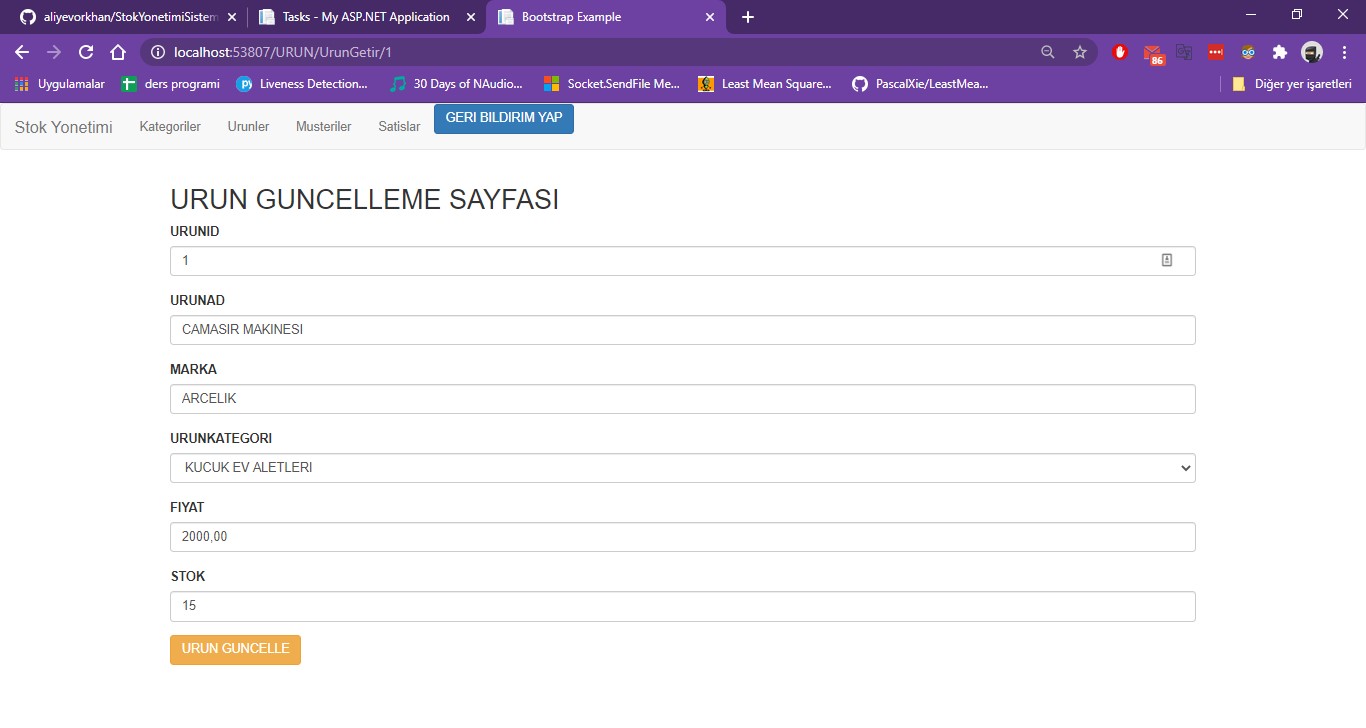 aliyevorkhan/StokYonetimiSistem
Tasks - My ASP.NET Application
Bootstrap Example
localhost:53807/URUN/UrunGetir/1
86
Uygulamalar
ders programi
Liveness Detection...
30 Days of NAudio...
Socket.SendFile Me...
Least Mean Square...
PascalXie/LeastMea...
Diğer yer işaretleri
Stok Yonetimi
Kategoriler
Urunler
Musteriler
Satislar
GERI BILDIRIM YAP
URUN GUNCELLEME SAYFASI
URUNID
1
URUNAD
CAMASIR MAKINESI
MARKA
ARCELIK
URUNKATEGORI
KUCUK EV ALETLERI
FIYAT
2000,00
STOK
15
URUN GUNCELLE